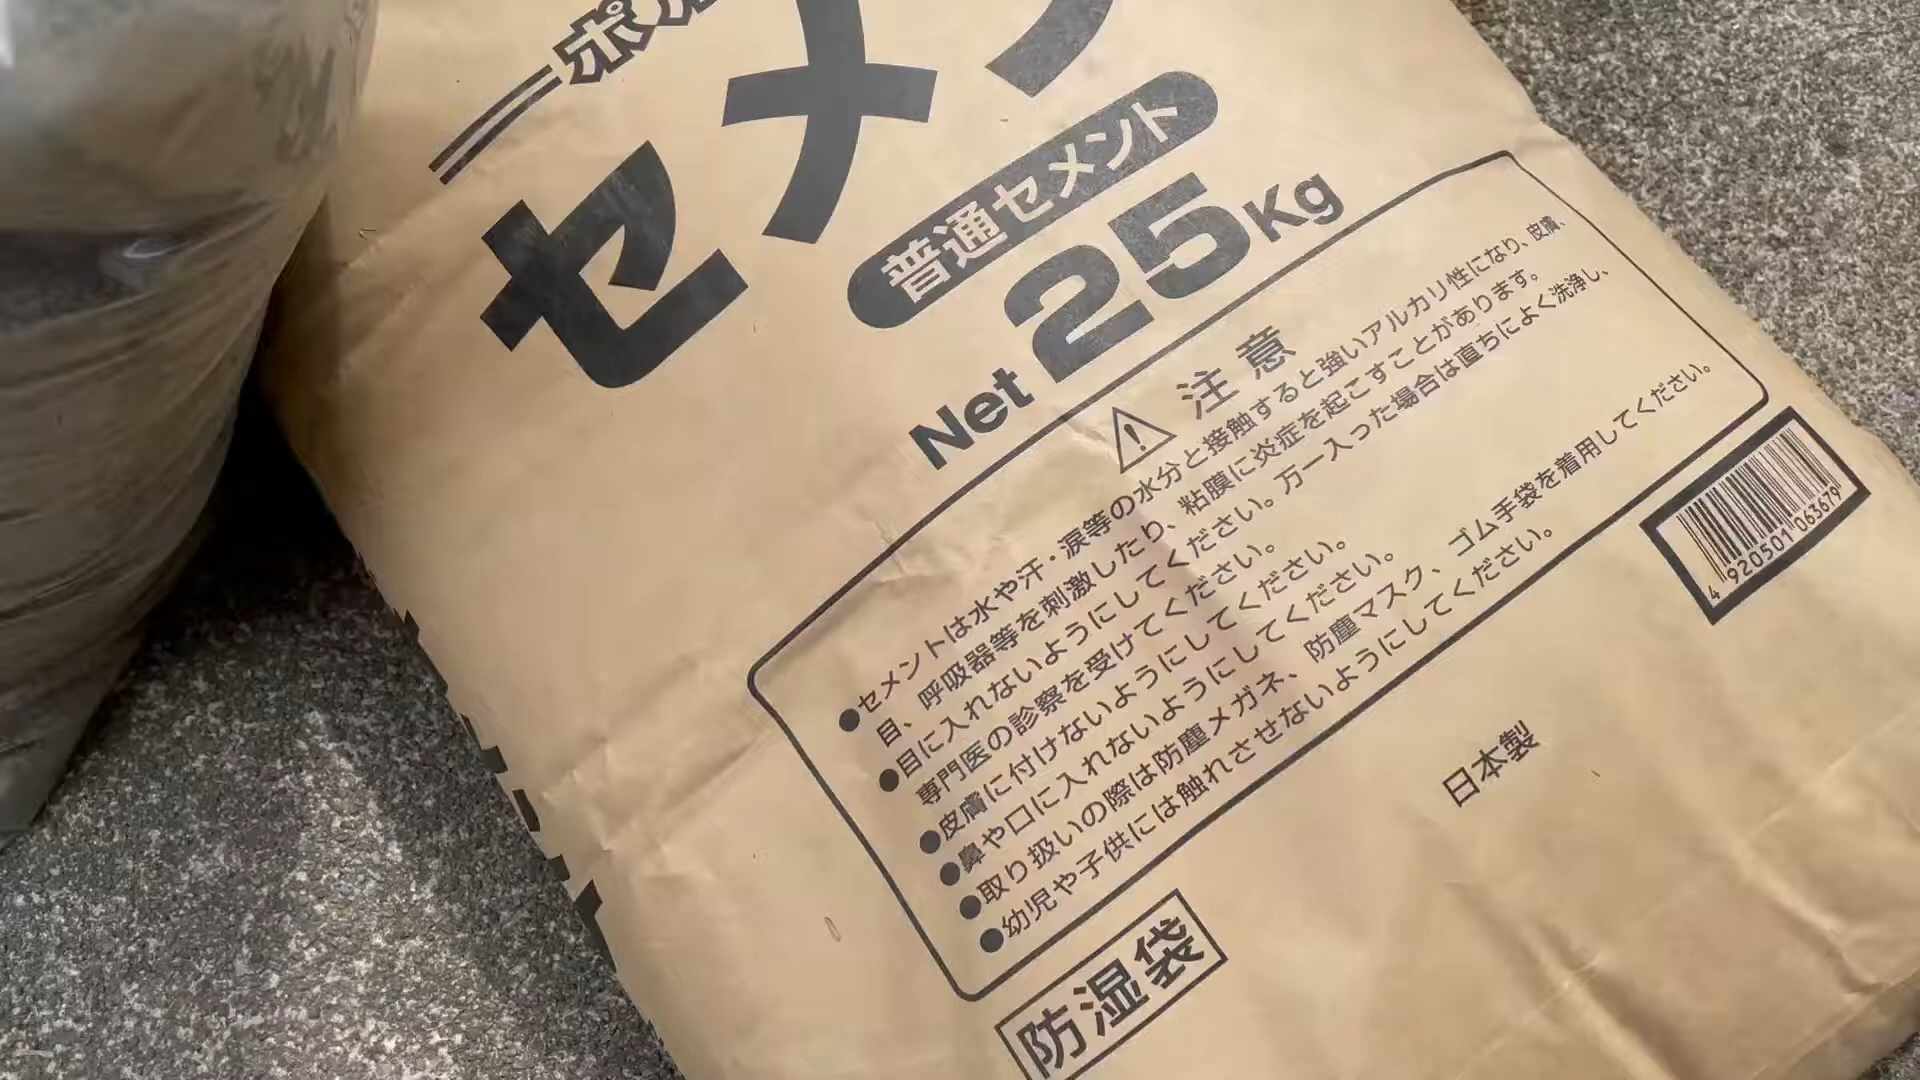 セメン
普通セメント
Net 25Kg
注意
●セメントは水や汗・涙等の水分と接触すると強いアルカリ性になり、皮膚、
目、呼吸器等を刺激したり、粘膜に炎症を起こすことがあります。
●目に入れないようにしてください。万一入った場合は直ちによく洗浄し、
専門医の診察を受けてください。
●皮膚に付けないようにしてください。
●鼻や口に入れないようにしてください。
●取り扱いの際は防塵メガネ、防塵マスク、ゴム手袋を着用してください。
●幼児や子供には触れさせないようにしてください。
4 920501 063679
日本製
防湿袋